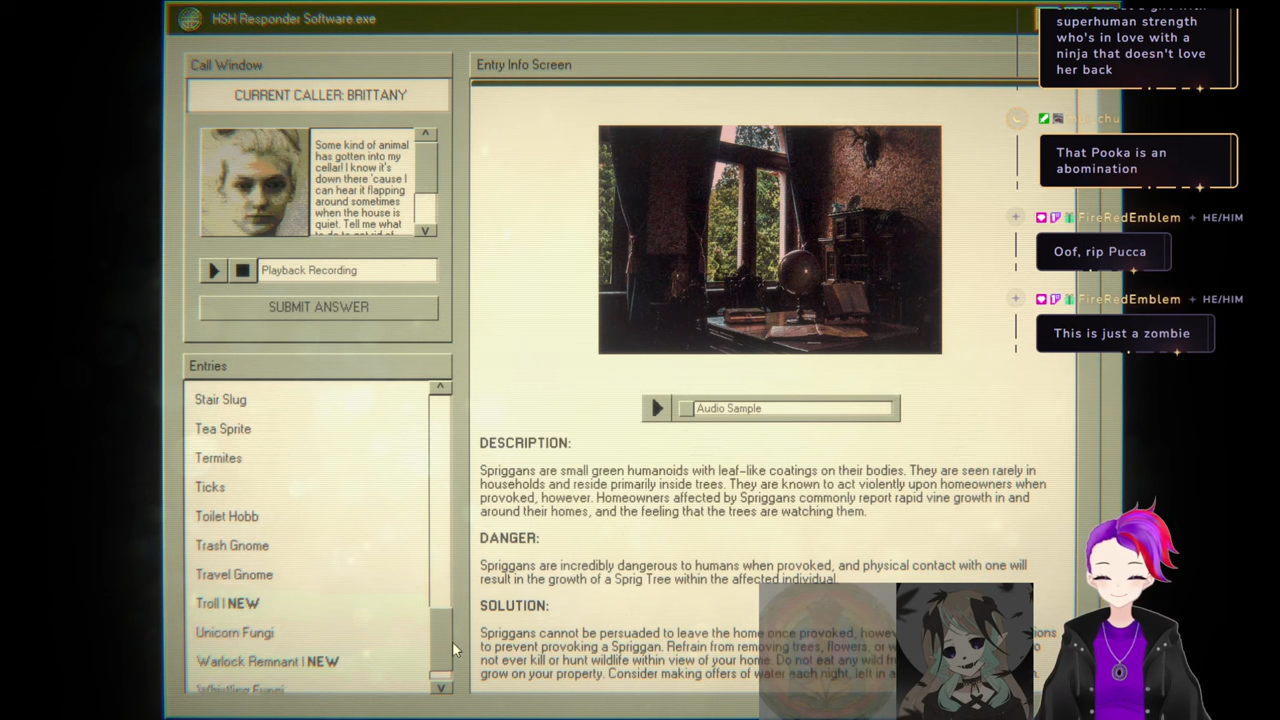 HSH Responder Software.exe
Call Window
CURRENT CALLER: BRITTANY
Some kind of animal
has gotten into my
cellar! I know it's
down there 'cause I
can hear it flapping
around sometimes
when the house is
quiet. Tell me what
Playback Recording
SUBMIT ANSWER
Entries
Stair Slug
Tea Sprite
Termites
Ticks
Toilet Hobb
Trash Gnome
Travel Gnome
Troll | NEW
Unicorn Fungi
Warlock Remnant | NEW
Whistling Fungi
Entry Info Screen
Audio Sample
DESCRIPTION:
Spriggans are small green humanoids with leaf-like coatings on their bodies. They are seen rarely in
households and reside primarily inside trees. They are known to act violently upon homeowners when
provoked, however. Homeowners affected by Spriggans commonly report rapid vine growth in and
around their homes, and the feeling that the trees are watching them.
DANGER:
Spriggans are incredibly dangerous to humans when provoked, and physical contact with one will
result in the growth of a Sprig Tree within the affected individual.
SOLUTION:
Spriggans cannot be persuaded to leave the home once provoked,
to prevent provoking a Spriggan. Refrain from removing trees, flowers, or
not ever kill or hunt wildlife within view of your home. Do not eat any wild
grow on your property. Consider making offers of water each night, left in a
superhuman strength
who's in love with a
ninja that doesn't love
her back
That Pooka is an
abomination
FireRedEmblem + HE/HIM
Oof, rip Pucca
FireRedEmblem + HE/HIM
This is just a zombie